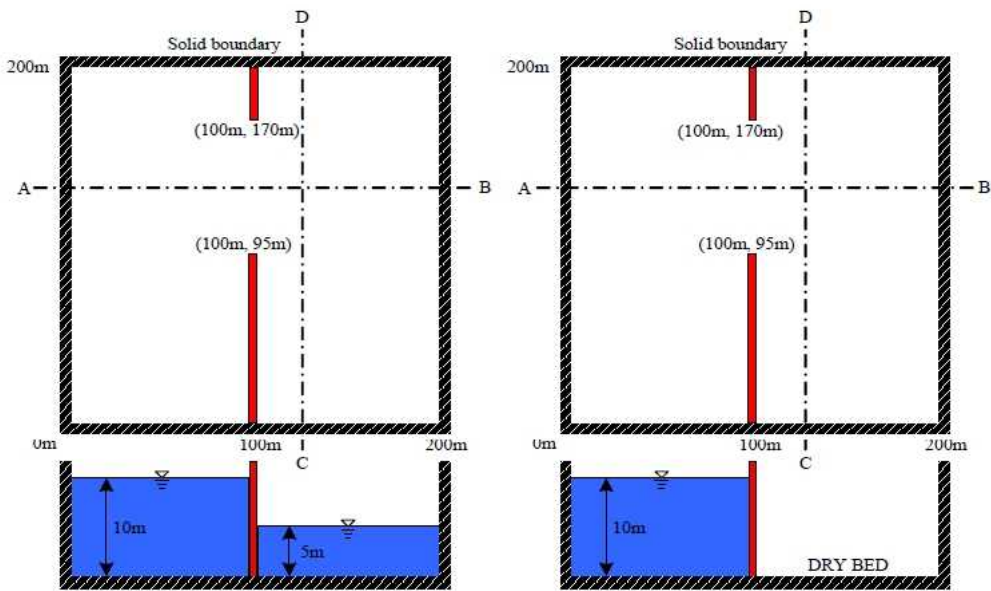 D
Solid boundary
200m
(100m, 170m)
A
B
(100m, 95m)
0m
100m
200m
C
10m
5m
D
Solid boundary
200m
(100m, 170m)
A
B
(100m, 95m)
0m
100m
200m
C
10m
DRY BED